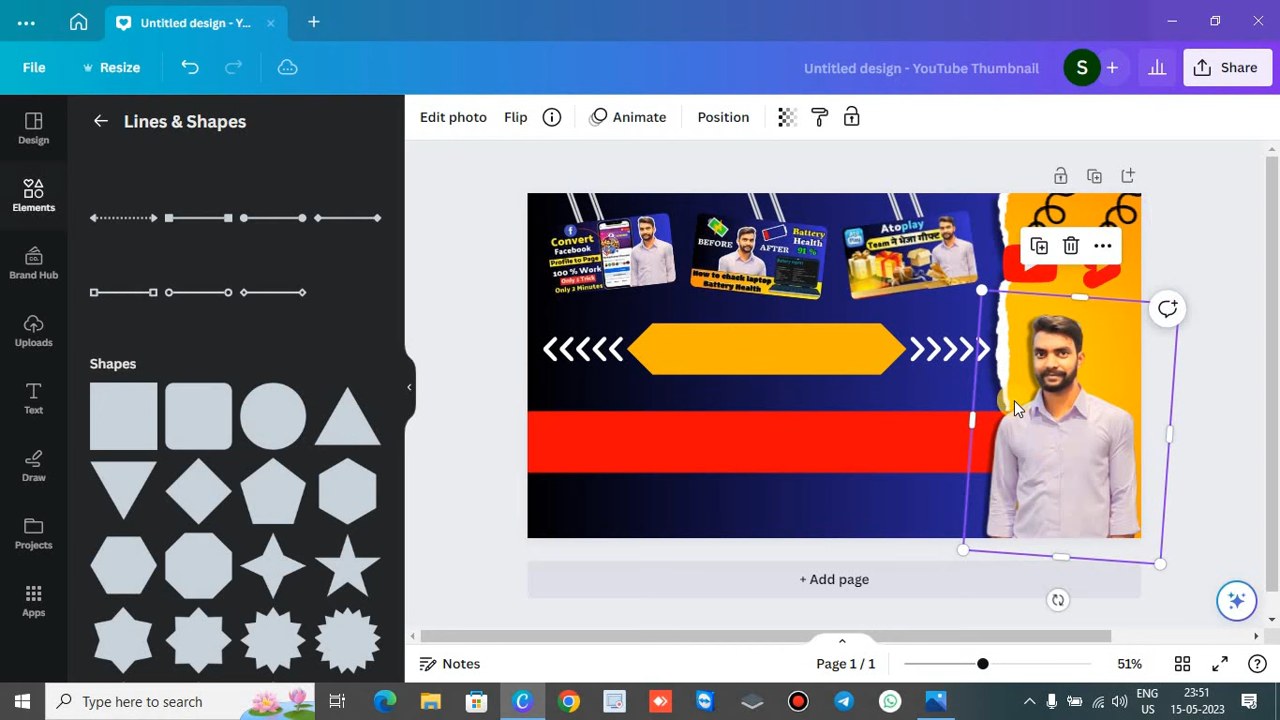 Untitled design - Y...
File
Resize
Untitled design - YouTube Thumbnail
S
Share
Design
Elements
Brand Hub
Uploads
Text
Draw
Projects
Apps
Lines & Shapes
Shapes
Edit photo
Flip
Animate
Position
Convert
Facebook
Profile to Page
100 % Work
Only 2 Minutes
BEFORE
AFTER
Battery
Health
91 %
How to chack laptop
Battery Health
Atoplay
Team ने भेजा गीफ्ट
+ Add page
Notes
Page 1 / 1
51%
Type here to search
ENG
US
23:51
15-05-2023